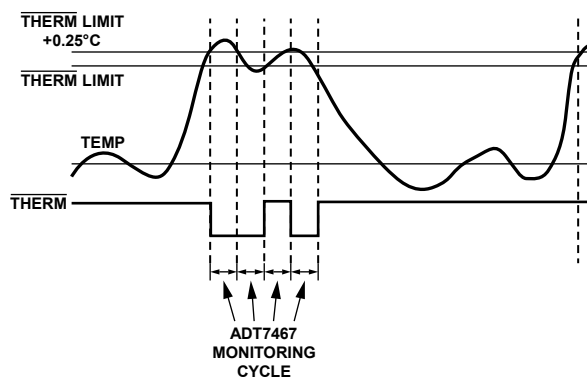 THERM LIMIT
+0.25°C
THERM LIMIT
TEMP
THERM
ADT7467
MONITORING
CYCLE